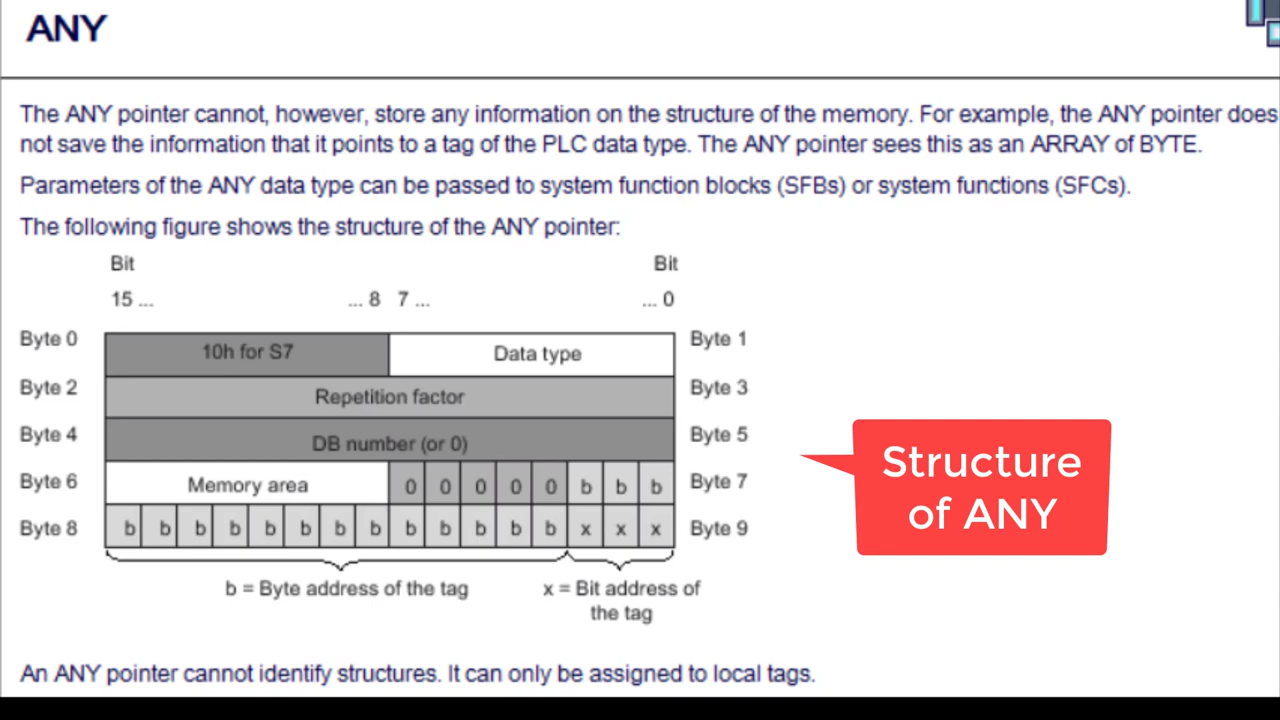 ANY
The ANY pointer cannot, however, store any information on the structure of the memory. For example, the ANY pointer does
not save the information that it points to a tag of the PLC data type. The ANY pointer sees this as an ARRAY of BYTE.
Parameters of the ANY data type can be passed to system function blocks (SFBs) or system functions (SFCs).
The following figure shows the structure of the ANY pointer:
Bit Bit
15 ... ... 8 7 ... ... 0
Byte 0 10h for S7 Data type Byte 1
Byte 2 Repetition factor Byte 3
Byte 4 DB number (or 0) Byte 5
Byte 6 Memory area 0 0 0 0 0 b b b Byte 7
Byte 8 b b b b b b b b b b b b b x x x Byte 9
b = Byte address of the tag x = Bit address of
the tag
Structure
of ANY
An ANY pointer cannot identify structures. It can only be assigned to local tags.